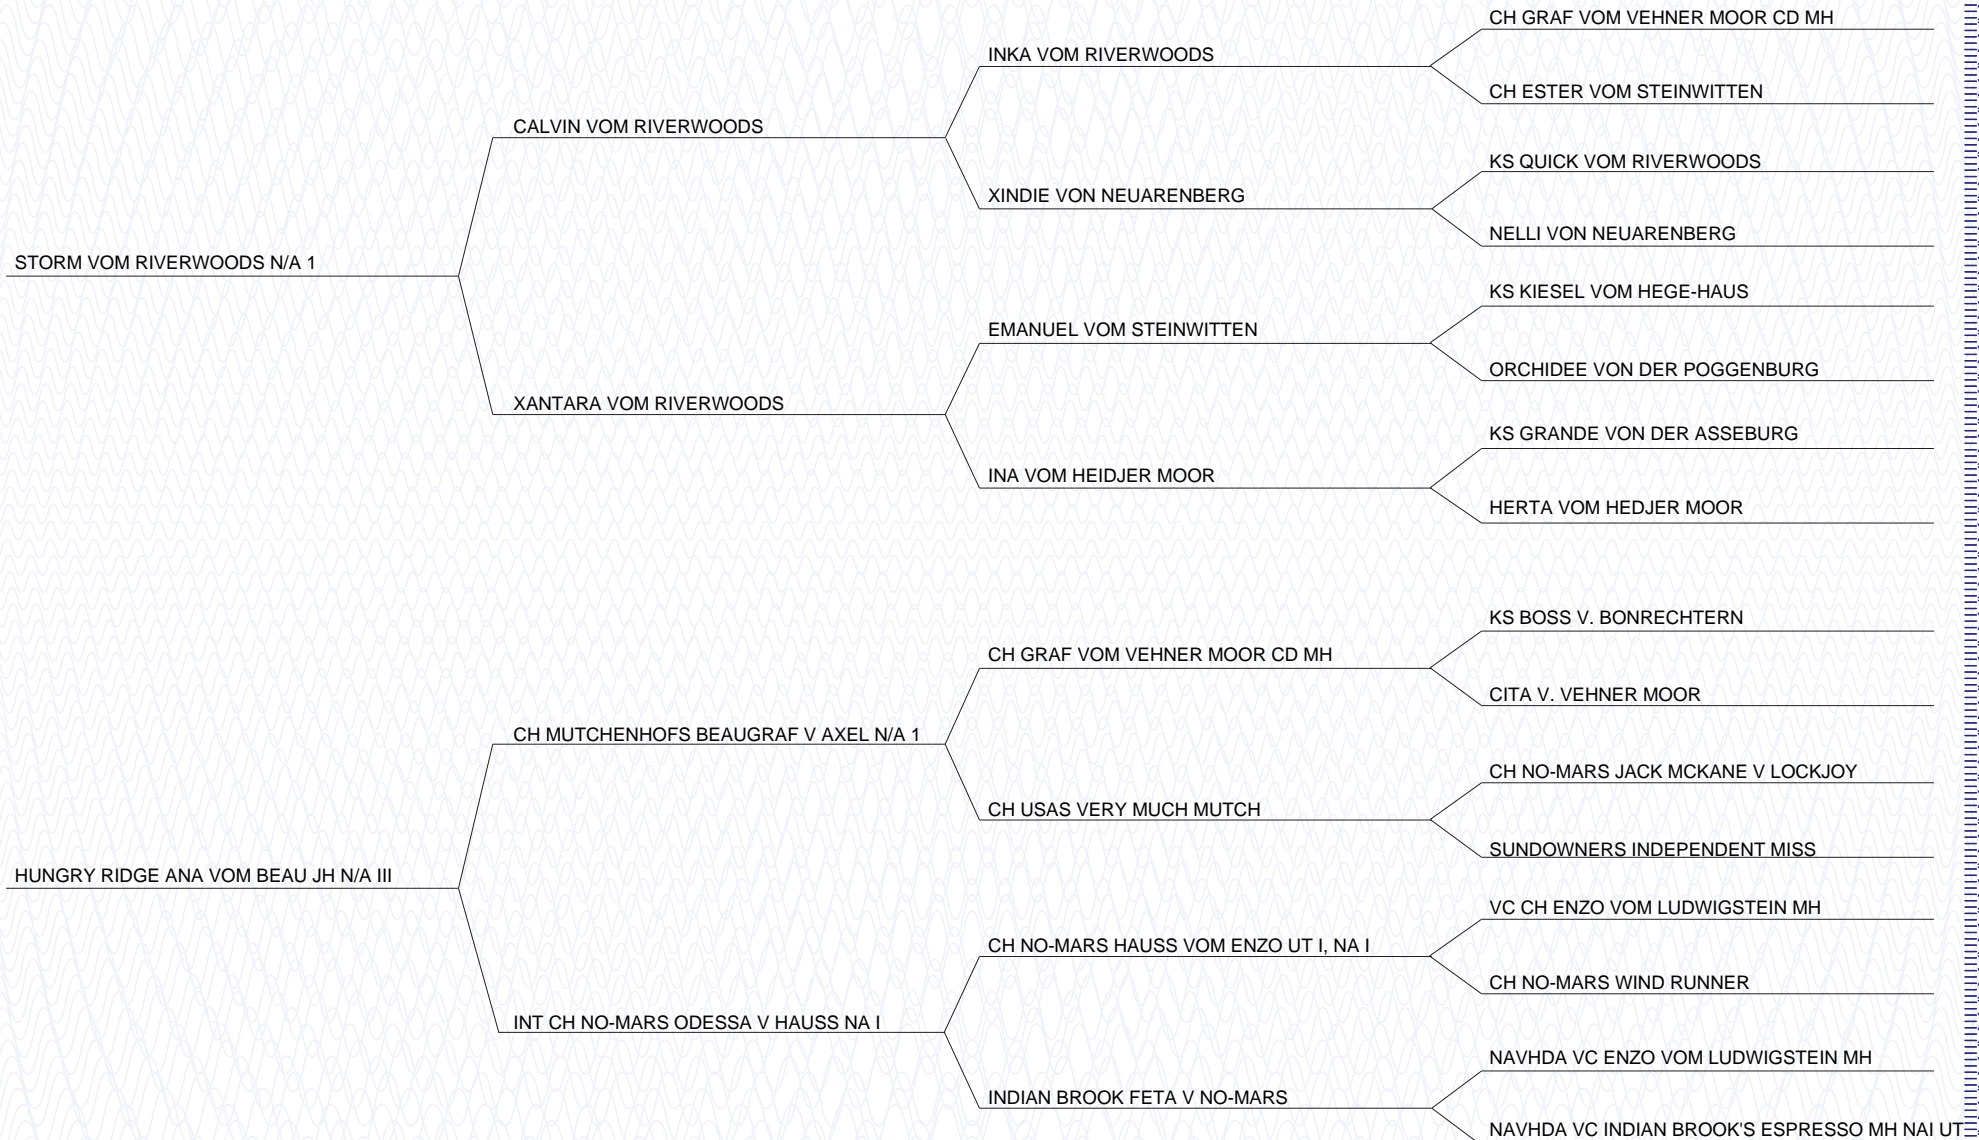 CH GRAF VOM VEHNER MOOR CD MH
INKA VOM RIVERWOODS
CH ESTER VOM STEINWITTEN
CALVIN VOM RIVERWOODS
KS QUICK VOM RIVERWOODS
XINDIE VON NEUARENBERG
NELLI VON NEUARENBERG
STORM VOM RIVERWOODS N/A 1
KS KIESEL VOM HEGE-HAUS
EMANUEL VOM STEINWITTEN
ORCHIDEE VON DER POGGENBURG
XANTARA VOM RIVERWOODS
KS GRANDE VON DER ASSEBURG
INA VOM HEIDJER MOOR
HERTA VOM HEDJER MOOR
KS BOSS V. BONRECHTERN
CH GRAF VOM VEHNER MOOR CD MH
CITA V. VEHNER MOOR
CH MUTCHENHOFS BEAUGRAF V AXEL N/A 1
CH NO-MARS JACK MCKANE V LOCKJOY
CH USAS VERY MUCH MUTCH
SUNDOWNERS INDEPENDENT MISS
HUNGRY RIDGE ANA VOM BEAU JH N/A III
VC CH ENZO VOM LUDWIGSTEIN MH
CH NO-MARS HAUSS VOM ENZO UT I, NA I
CH NO-MARS WIND RUNNER
INT CH NO-MARS ODESSA V HAUSS NA I
NAVHDA VC ENZO VOM LUDWIGSTEIN MH
INDIAN BROOK FETA V NO-MARS
NAVHDA VC INDIAN BROOK'S ESPRESSO MH NAI UT